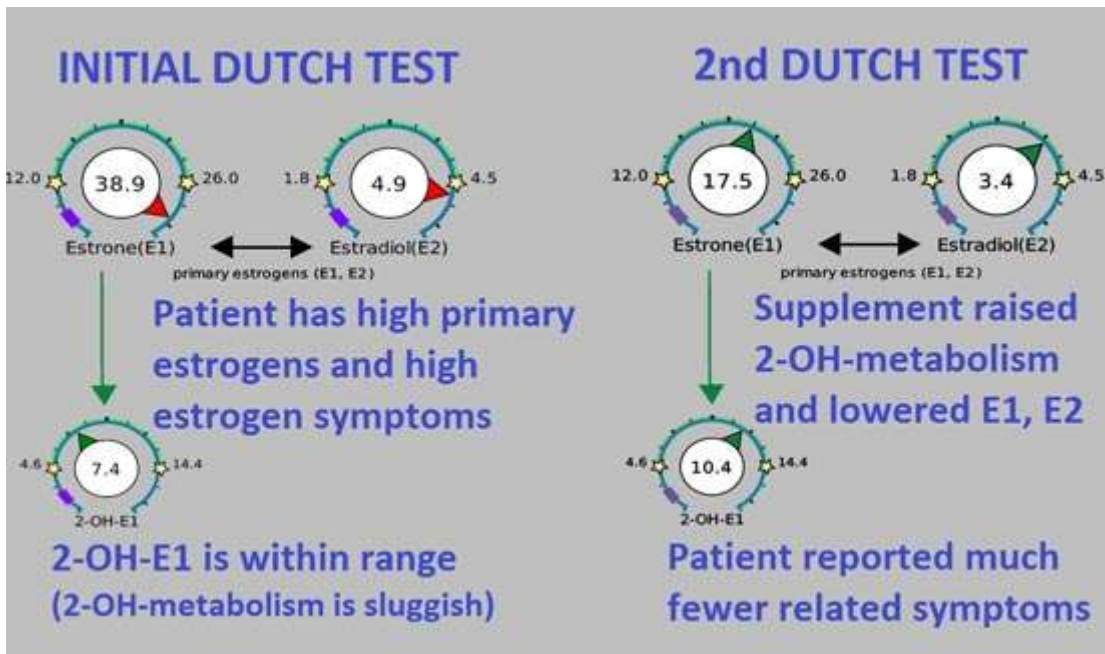 INITIAL DUTCH TEST
38.9
12.0
26.0
Estrone(E1)
4.9
1.8
4.5
Estradiol(E2)
primary estrogens (E1, E2)
Patient has high primary
estrogens and high
estrogen symptoms
7.4
4.6
14.4
2-OH-E1
2-OH-E1 is within range
(2-OH-metabolism is sluggish)
2nd DUTCH TEST
17.5
12.0
26.0
Estrone(E1)
3.4
1.8
4.5
Estradiol(E2)
primary estrogens (E1, E2)
Supplement raised
2-OH-metabolism
and lowered E1, E2
10.4
4.6
14.4
2-OH-E1
Patient reported much
fewer related symptoms